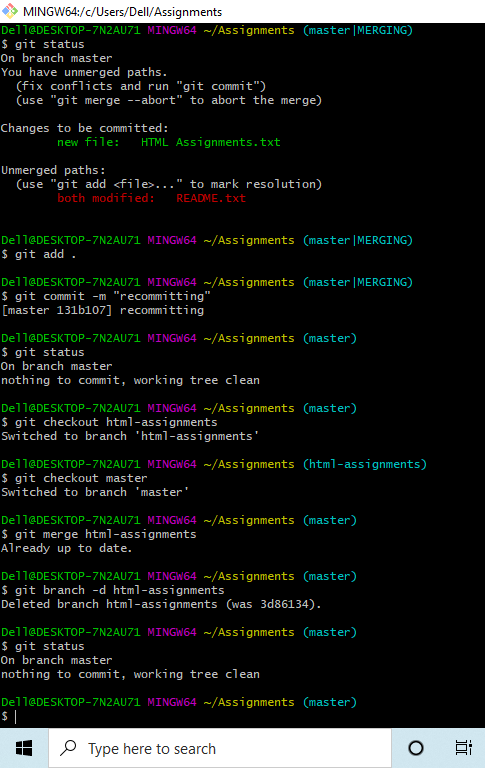 MINGW64:/c/Users/Dell/Assignments
Dell@DESKTOP-7N2AU71 MINGW64 ~/Assignments (master|MERGING)
$ git status
On branch master
You have unmerged paths.
  (fix conflicts and run "git commit")
  (use "git merge --abort" to abort the merge)
Changes to be committed:
        new file:   HTML Assignments.txt
Unmerged paths:
  (use "git add <file>..." to mark resolution)
        both modified:   README.txt
Dell@DESKTOP-7N2AU71 MINGW64 ~/Assignments (master|MERGING)
$ git add .
Dell@DESKTOP-7N2AU71 MINGW64 ~/Assignments (master|MERGING)
$ git commit -m "recommitting"
[master 131b107] recommitting
Dell@DESKTOP-7N2AU71 MINGW64 ~/Assignments (master)
$ git status
On branch master
nothing to commit, working tree clean
Dell@DESKTOP-7N2AU71 MINGW64 ~/Assignments (master)
$ git checkout html-assignments
Switched to branch 'html-assignments'
Dell@DESKTOP-7N2AU71 MINGW64 ~/Assignments (html-assignments)
$ git checkout master
Switched to branch 'master'
Dell@DESKTOP-7N2AU71 MINGW64 ~/Assignments (master)
$ git merge html-assignments
Already up to date.
Dell@DESKTOP-7N2AU71 MINGW64 ~/Assignments (master)
$ git branch -d html-assignments
Deleted branch html-assignments (was 3d86134).
Dell@DESKTOP-7N2AU71 MINGW64 ~/Assignments (master)
$ git status
On branch master
nothing to commit, working tree clean
Dell@DESKTOP-7N2AU71 MINGW64 ~/Assignments (master)
$
Type here to search